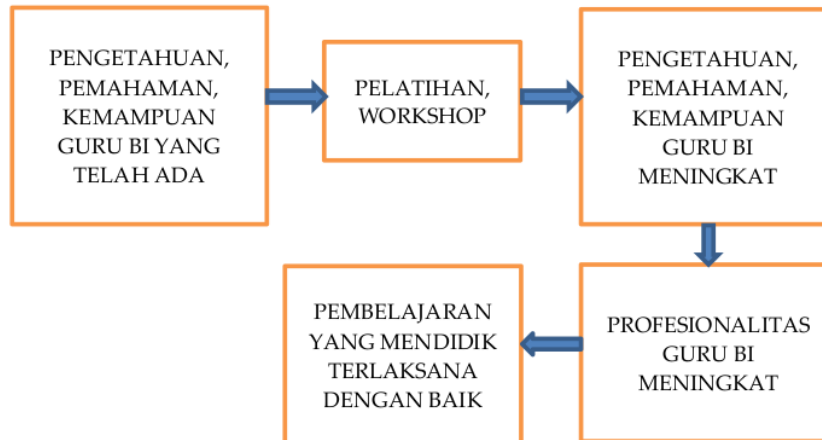 PENGETAHUAN,
PEMAHAMAN,
KEMAMPUAN
GURU BI YANG
TELAH ADA
PELATIHAN,
WORKSHOP
PENGETAHUAN,
PEMAHAMAN,
KEMAMPUAN
GURU BI
MENINGKAT
PROFESIONALITAS
GURU BI
MENINGKAT
PEMBELAJARAN
YANG MENDIDIK
TERLAKSANA
DENGAN BAIK